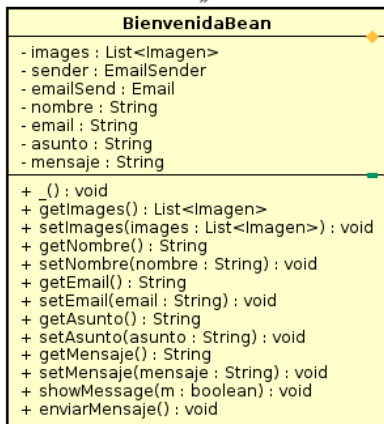 BienvenidaBean
- images : List<Imagen>
- sender : EmailSender
- emailSend : Email
- nombre : String
- email : String
- asunto : String
- mensaje : String
+ _() : void
+ getImages() : List<Imagen>
+ setImages(images : List<Imagen>) : void
+ getNombre() : String
+ setNombre(nombre : String) : void
+ getEmail() : String
+ setEmail(email : String) : void
+ getAsunto() : String
+ setAsunto(asunto : String) : void
+ getMensaje() : String
+ setMensaje(mensaje : String) : void
+ showMessage(m : boolean) : void
+ enviarMensaje() : void